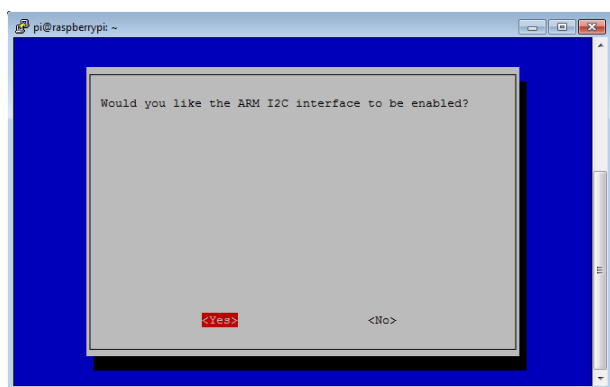 pi@raspberrypi: ~
Would you like the ARM I2C interface to be enabled?
<Yes> <No>